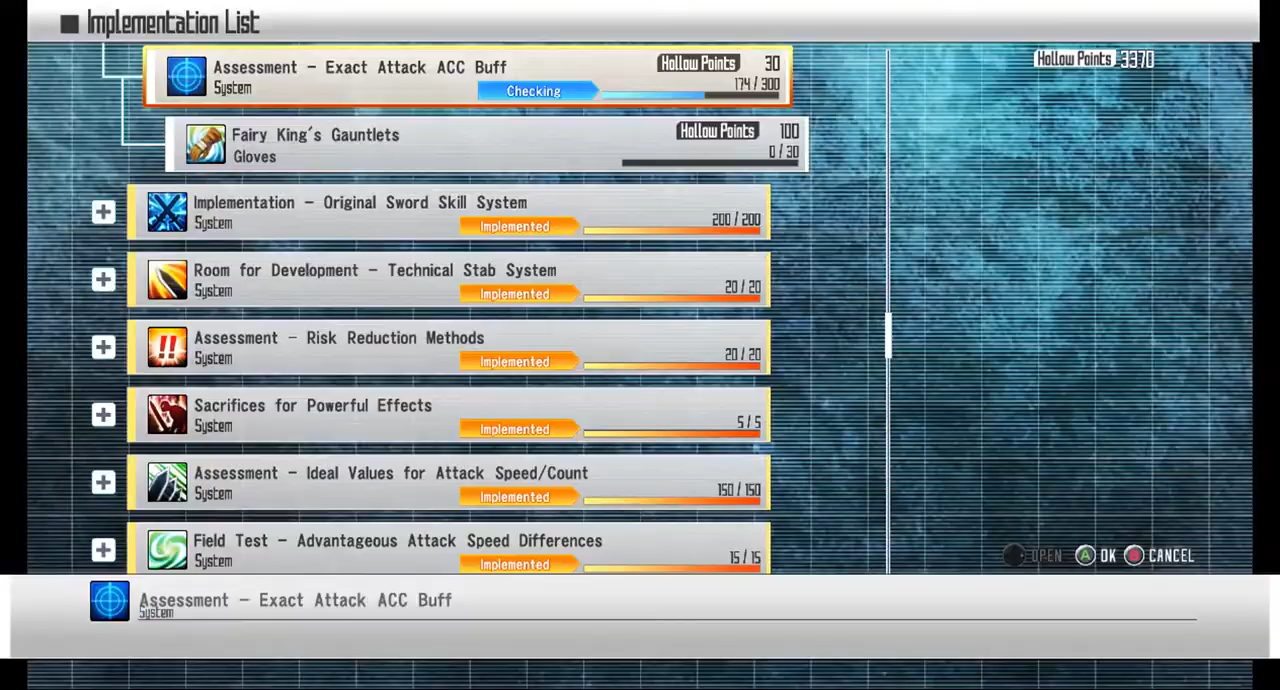 Implementation List
Assessment - Exact Attack ACC Buff
Hollow Points 30
System
Checking
174 / 300
Hollow Points 3370
Fairy King's Gauntlets
Hollow Points 100
Gloves
0 / 30
Implementation - Original Sword Skill System
System
Implemented
200 / 200
Room for Development - Technical Stab System
System
Implemented
20 / 20
Assessment - Risk Reduction Methods
System
Implemented
20 / 20
Sacrifices for Powerful Effects
System
Implemented
5 / 5
Assessment - Ideal Values for Attack Speed/Count
System
Implemented
150 / 150
Field Test - Advantageous Attack Speed Differences
System
Implemented
15 / 15
OPEN A OK CANCEL
Assessment - Exact Attack ACC Buff
System